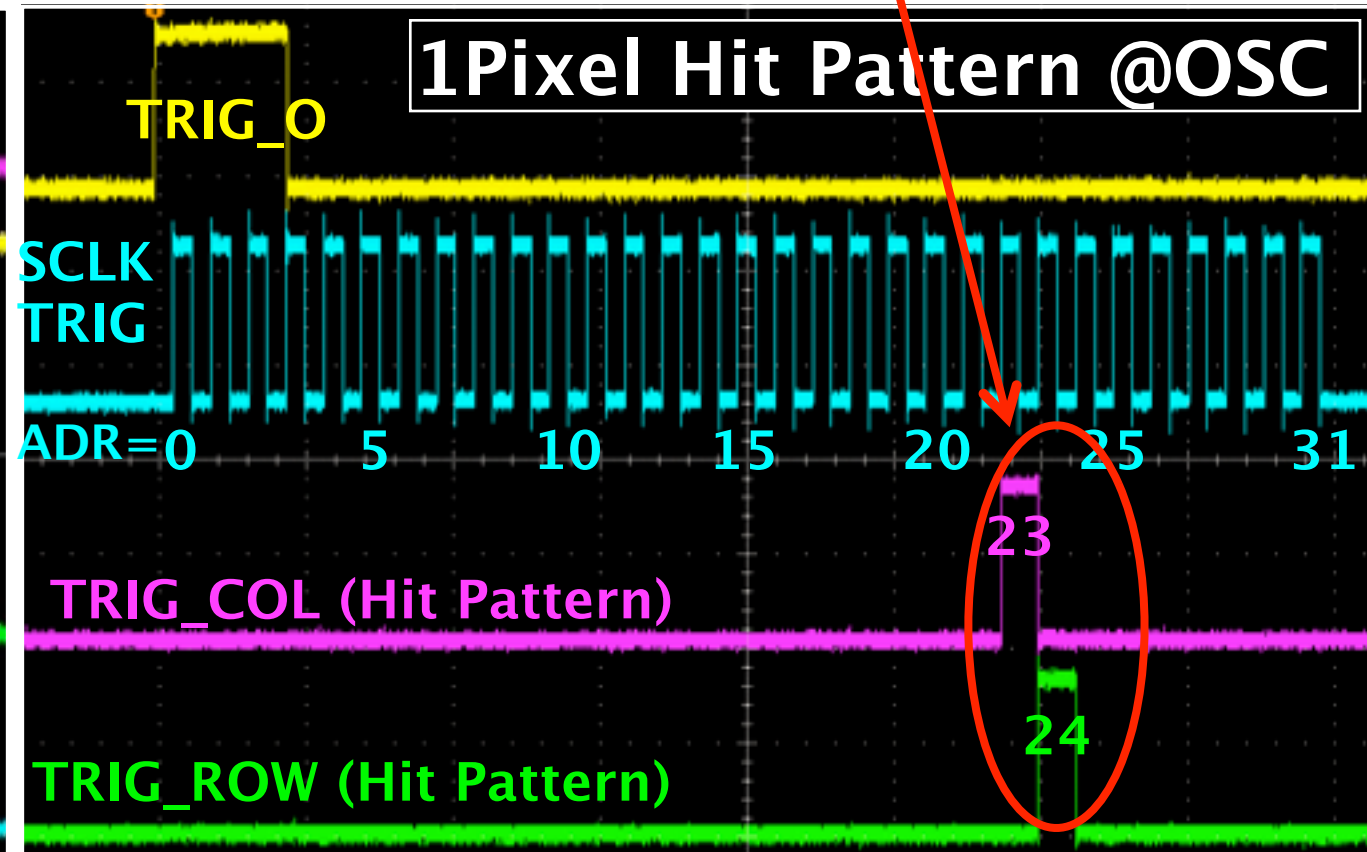 1Pixel Hit Pattern @OSC
TRIG_O
SCLK
TRIG
ADR=0 5 10 15 20 25 31
23
TRIG_COL (Hit Pattern)
24
TRIG_ROW (Hit Pattern)